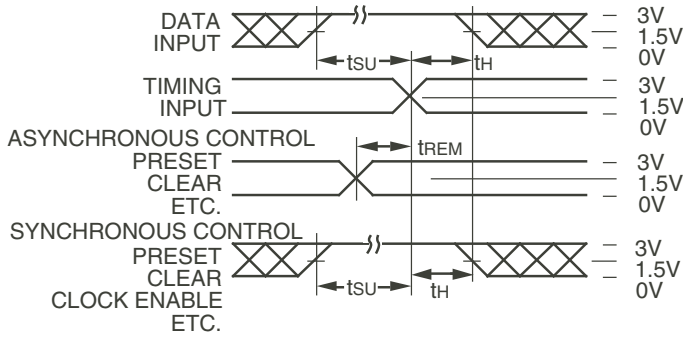 DATA
INPUT
tSU
tH
3V
1.5V
0V
TIMING
INPUT
3V
1.5V
0V
ASYNCHRONOUS CONTROL
PRESET
CLEAR
ETC.
tREM
3V
1.5V
0V
SYNCHRONOUS CONTROL
PRESET
CLEAR
CLOCK ENABLE
ETC.
tSU
tH
3V
1.5V
0V